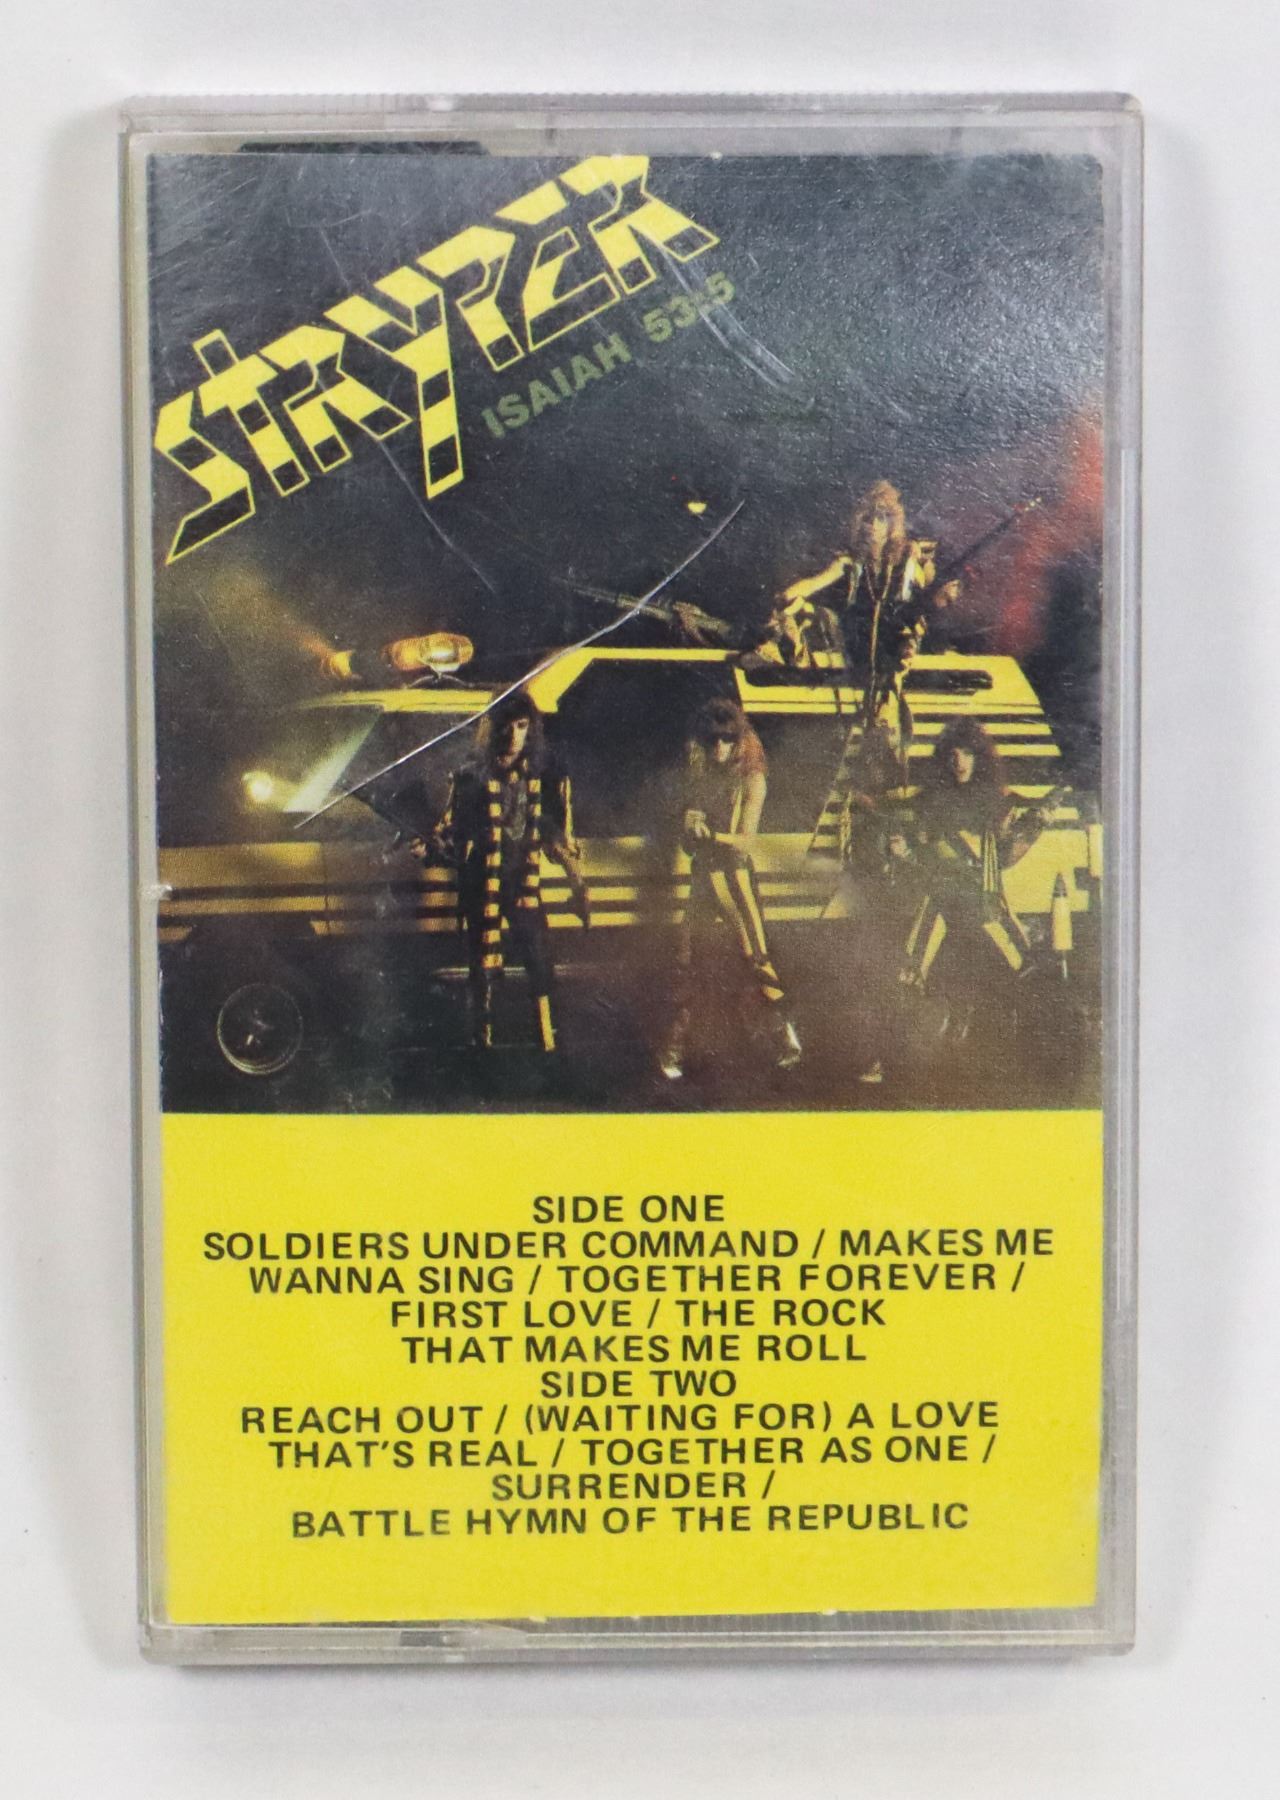 STRYPER
ISAIAH 53:5
SIDE ONE
SOLDIERS UNDER COMMAND / MAKES ME
WANNA SING / TOGETHER FOREVER /
FIRST LOVE / THE ROCK
THAT MAKES ME ROLL
SIDE TWO
REACH OUT / (WAITING FOR) A LOVE
THAT'S REAL / TOGETHER AS ONE /
SURRENDER /
BATTLE HYMN OF THE REPUBLIC